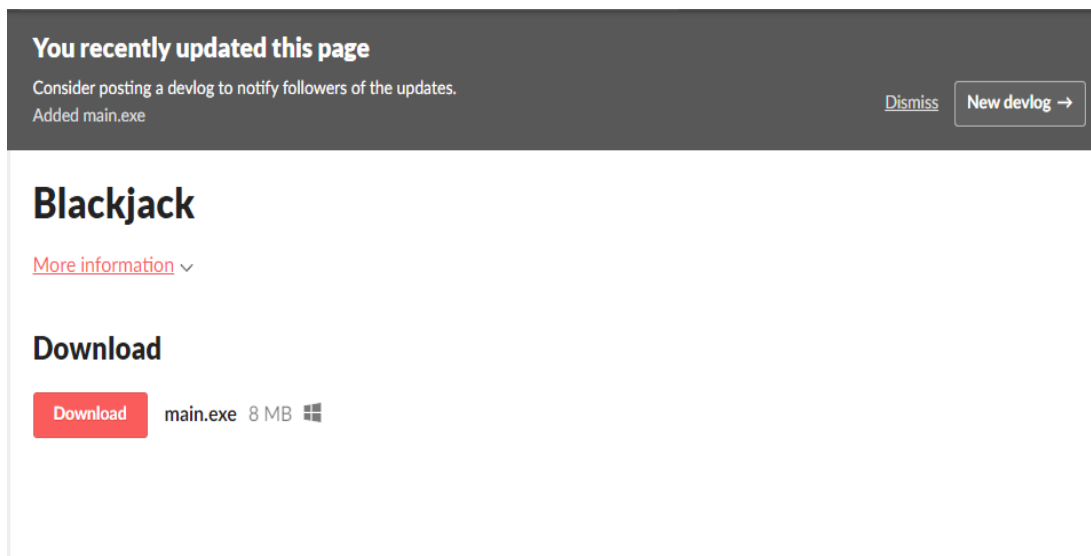 You recently updated this page
Consider posting a devlog to notify followers of the updates.
Added main.exe
Dismiss
New devlog →
Blackjack
More information
Download
Download main.exe 8 MB